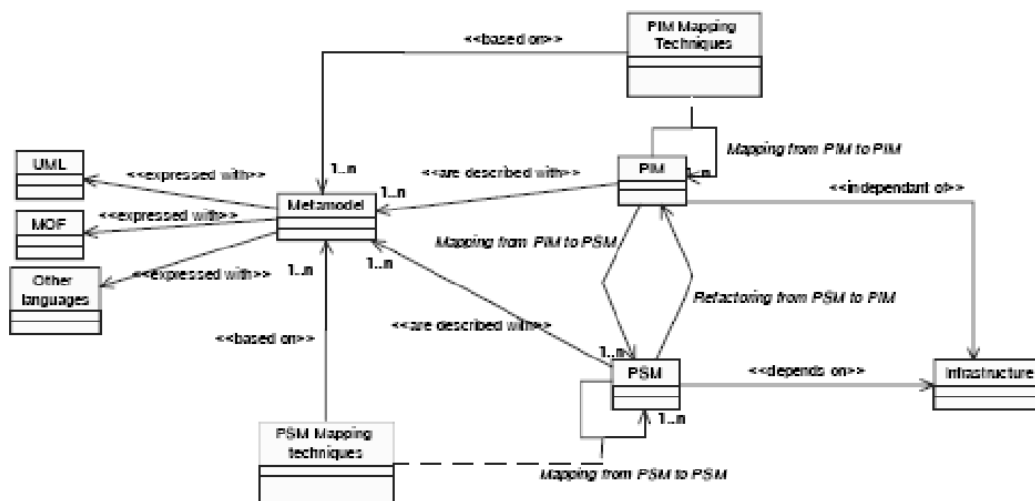 PIM Mapping
Techniques
<<based on>>
Mapping from PIM to PIM
1..n
UML
<<expressed with>>
1..n
<<are described with>>
PIM
1..n
<<independant of>>
Metamodel
MOF
<<expressed with>>
Mapping from PIM to PSM
1..n
1..n
Other
languages
<<expressed with>>
Refactoring from PSM to PIM
<<are described with>>
<<based on>>
1..n
PSM
<<depends on>>
Infrastructure
1..n
PSM Mapping
techniques
Mapping from PSM to PSM